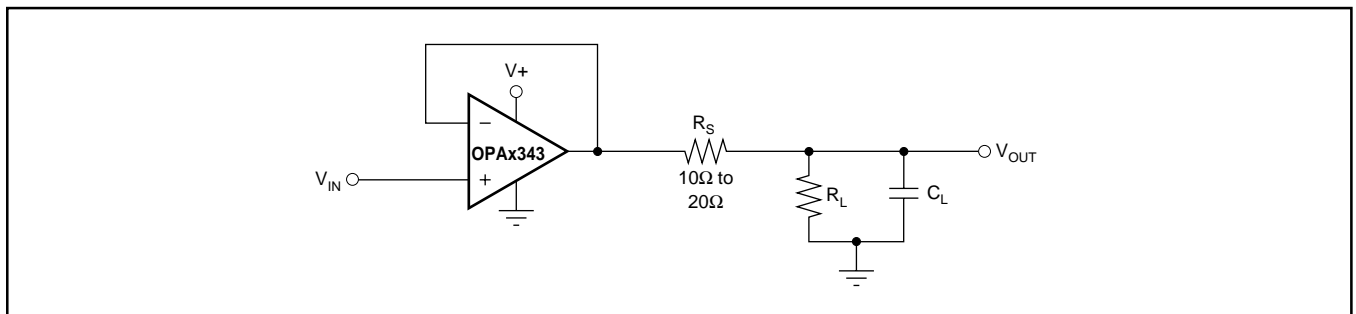 V+
−
OPAx343
+
V_IN
R_S
10Ω to
20Ω
R_L
C_L
V_OUT